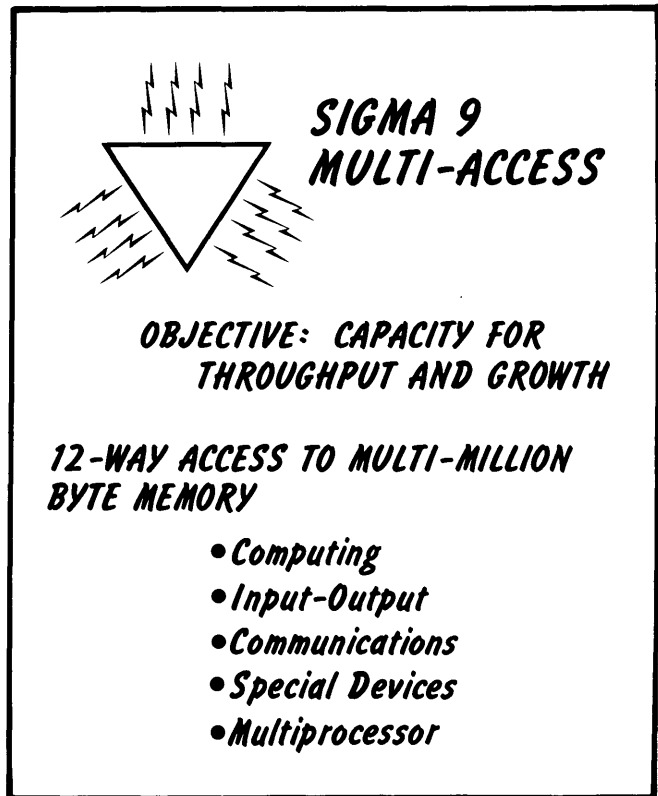 SIGMA 9
MULTI-ACCESS
OBJECTIVE: CAPACITY FOR
THROUGHPUT AND GROWTH
12-WAY ACCESS TO MULTI-MILLION
BYTE MEMORY
•Computing
•Input-Output
•Communications
•Special Devices
•Multiprocessor